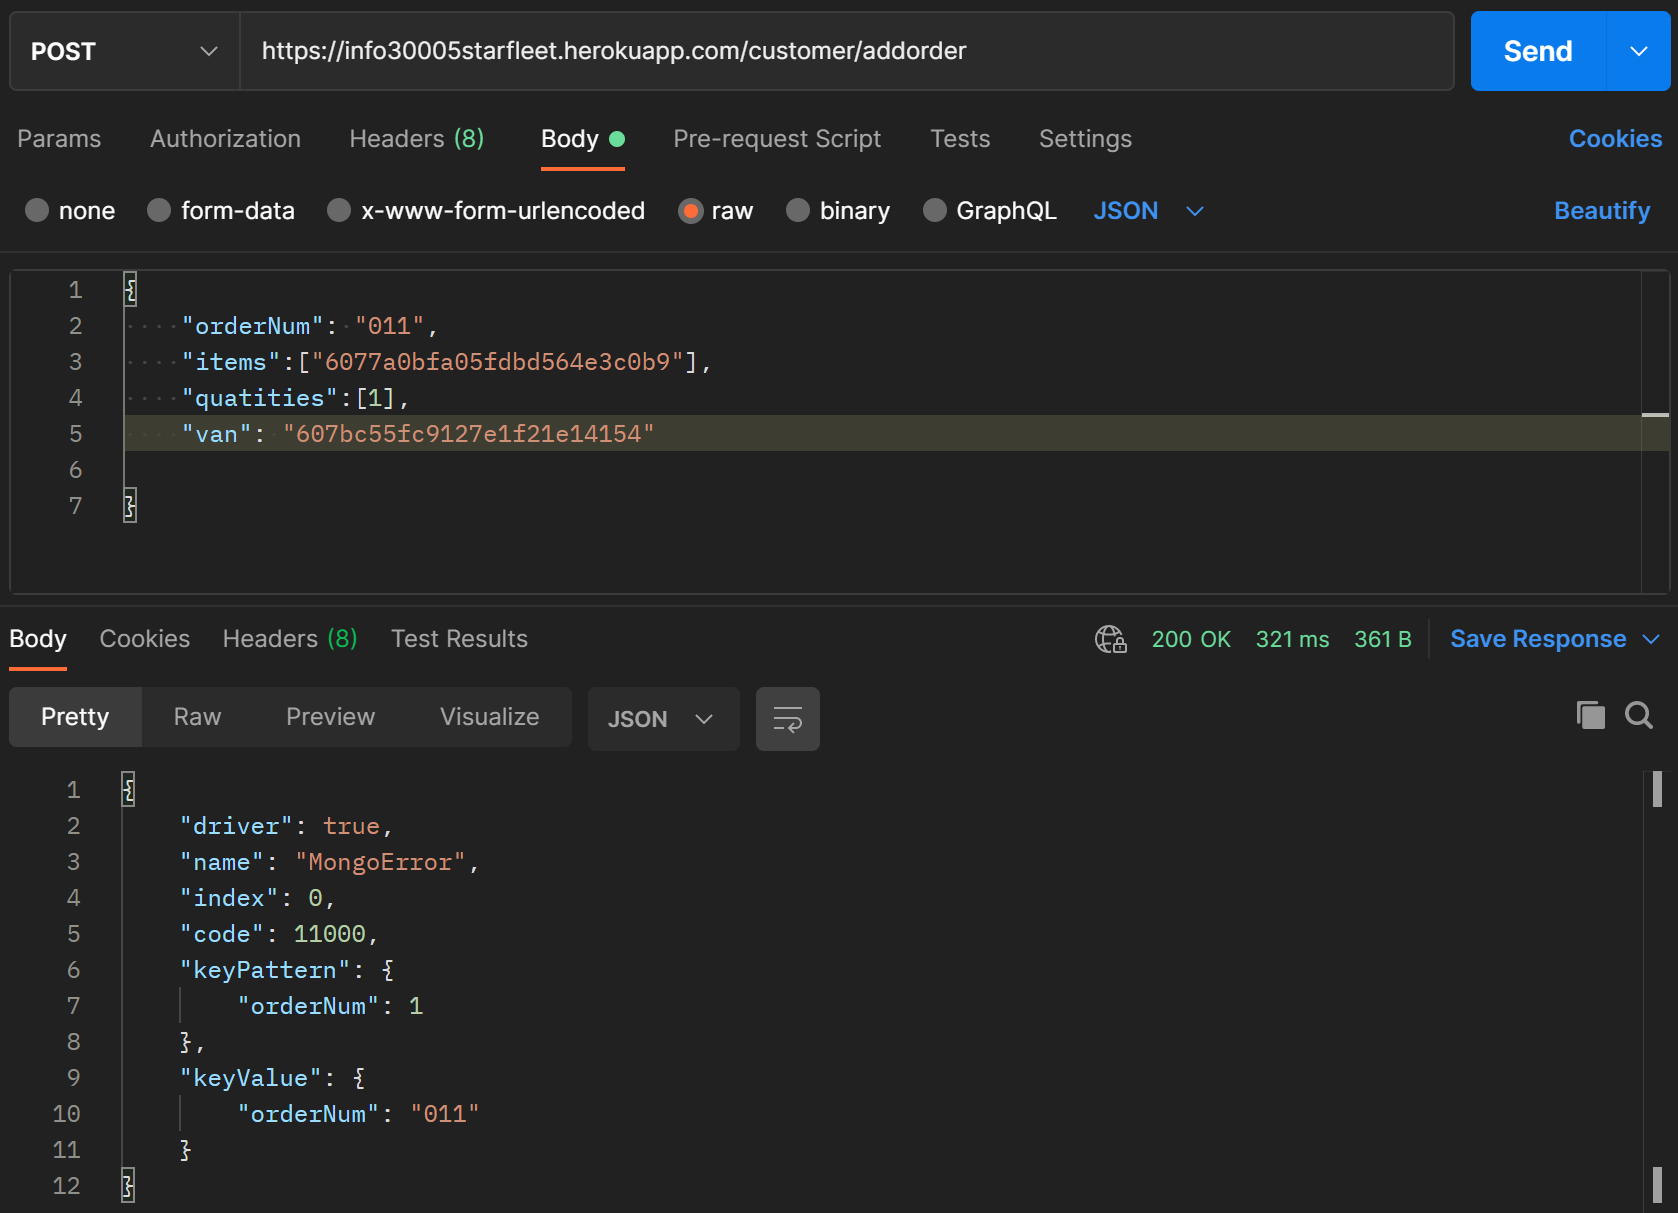 POST https://info30005starfleet.herokuapp.com/customer/addorder Send
Params Authorization Headers (8) Body Pre-request Script Tests Settings Cookies
none form-data x-www-form-urlencoded raw binary GraphQL JSON Beautify
1 {
2 "orderNum": "011",
3 "items":["6077a0bfa05fdbd564e3c0b9"],
4 "quatities":[1],
5 "van": "607bc55fc9127e1f21e14154"
6
7 }
Body Cookies Headers (8) Test Results 200 OK 321 ms 361 B Save Response
Pretty Raw Preview Visualize JSON
1 {
2 "driver": true,
3 "name": "MongoError",
4 "index": 0,
5 "code": 11000,
6 "keyPattern": {
7 "orderNum": 1
8 },
9 "keyValue": {
10 "orderNum": "011"
11 }
12 }